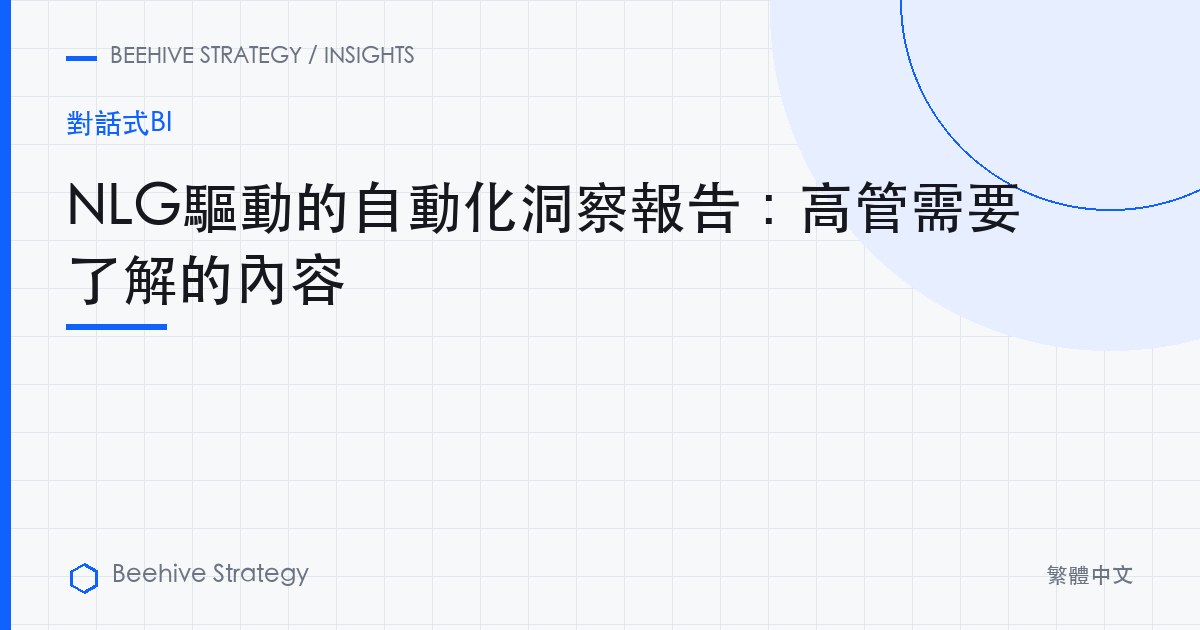 BEEHIVE STRATEGY / INSIGHTS
對話式BI
NLG驅動的自動化洞察報告：高管需要
了解的內容
Beehive Strategy
繁體中文